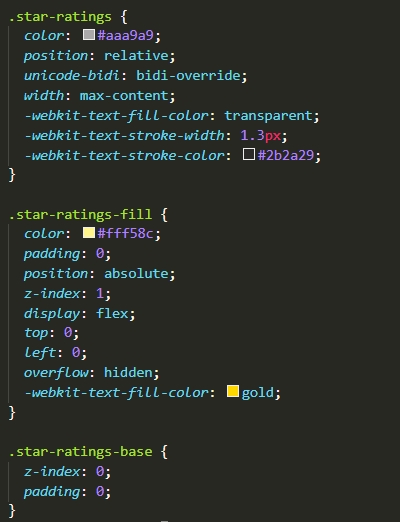 .star-ratings {
  color: #aaa9a9;
  position: relative;
  unicode-bidi: bidi-override;
  width: max-content;
  -webkit-text-fill-color: transparent;
  -webkit-text-stroke-width: 1.3px;
  -webkit-text-stroke-color: #2b2a29;
}

.star-ratings-fill {
  color: #fff58c;
  padding: 0;
  position: absolute;
  z-index: 1;
  display: flex;
  top: 0;
  left: 0;
  overflow: hidden;
  -webkit-text-fill-color: gold;
}

.star-ratings-base {
  z-index: 0;
  padding: 0;
}